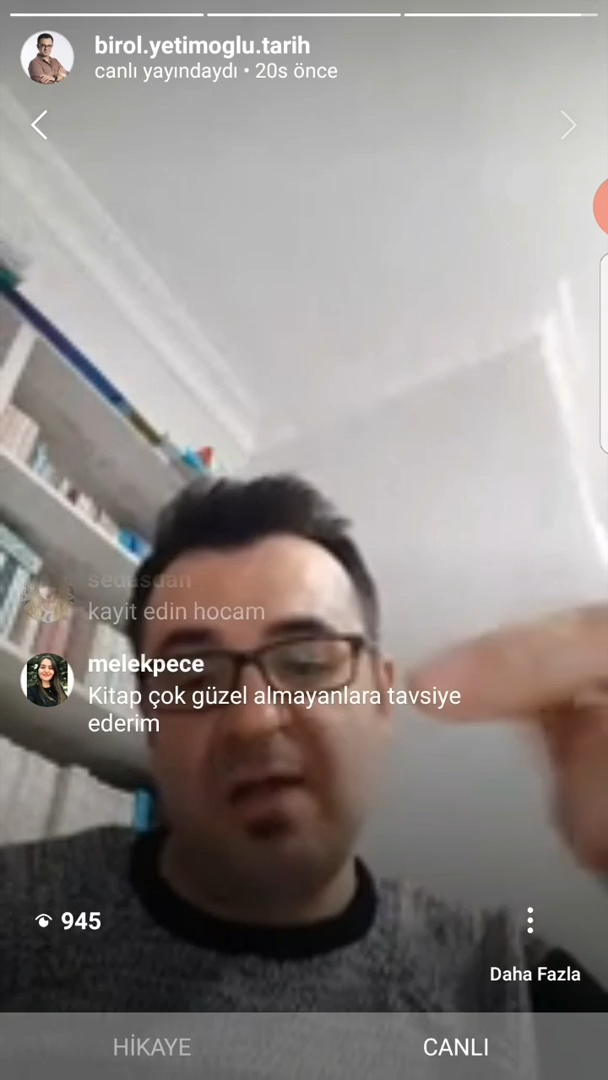 birol.yetimoglu.tarih
canlı yayındaydı • 20s önce
sedasdan
kayit edin hocam
melekpece
Kitap çok güzel almayanlara tavsiye
ederim
945
Daha Fazla
HİKAYE
CANLI